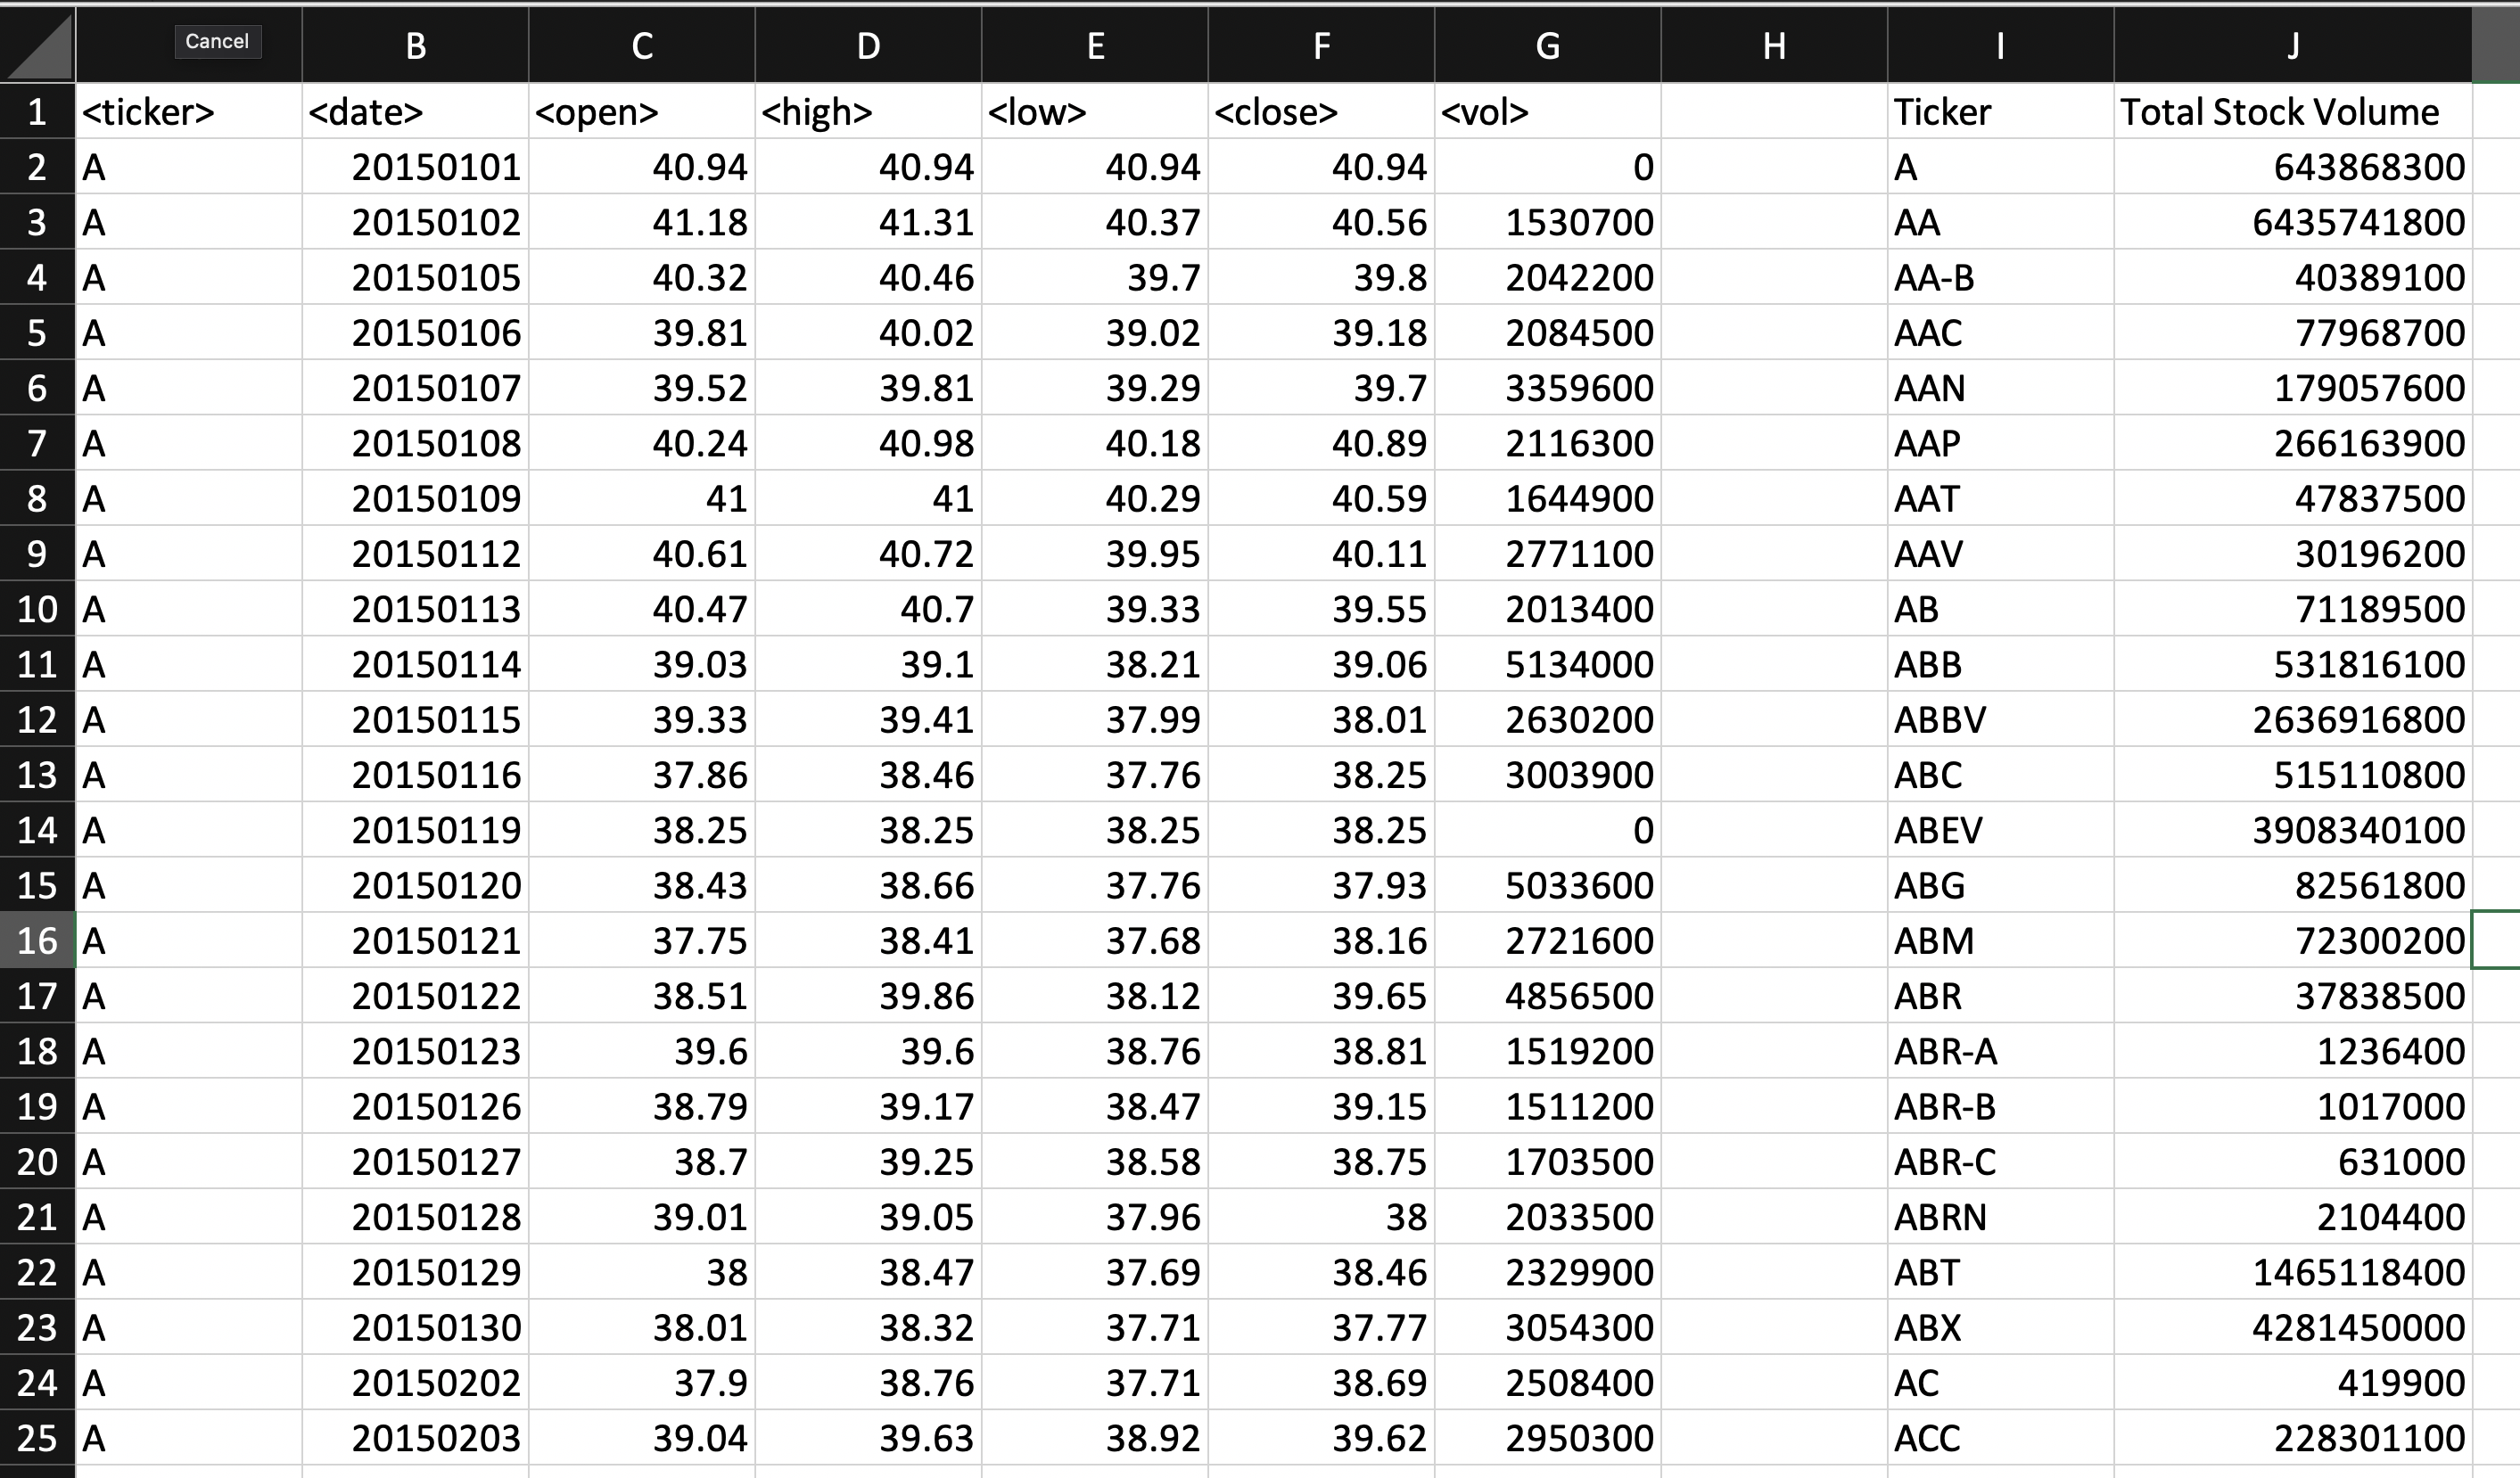 Cancel B C D E F G H I J
1 <ticker> <date> <open> <high> <low> <close> <vol> Ticker Total Stock Volume
2 A 20150101 40.94 40.94 40.94 40.94 0 A 643868300
3 A 20150102 41.18 41.31 40.37 40.56 1530700 AA 6435741800
4 A 20150105 40.32 40.46 39.7 39.8 2042200 AA-B 40389100
5 A 20150106 39.81 40.02 39.02 39.18 2084500 AAC 77968700
6 A 20150107 39.52 39.81 39.29 39.7 3359600 AAN 179057600
7 A 20150108 40.24 40.98 40.18 40.89 2116300 AAP 266163900
8 A 20150109 41 41 40.29 40.59 1644900 AAT 47837500
9 A 20150112 40.61 40.72 39.95 40.11 2771100 AAV 30196200
10 A 20150113 40.47 40.7 39.33 39.55 2013400 AB 71189500
11 A 20150114 39.03 39.1 38.21 39.06 5134000 ABB 531816100
12 A 20150115 39.33 39.41 37.99 38.01 2630200 ABBV 2636916800
13 A 20150116 37.86 38.46 37.76 38.25 3003900 ABC 515110800
14 A 20150119 38.25 38.25 38.25 38.25 0 ABEV 3908340100
15 A 20150120 38.43 38.66 37.76 37.93 5033600 ABG 82561800
16 A 20150121 37.75 38.41 37.68 38.16 2721600 ABM 72300200
17 A 20150122 38.51 39.86 38.12 39.65 4856500 ABR 37838500
18 A 20150123 39.6 39.6 38.76 38.81 1519200 ABR-A 1236400
19 A 20150126 38.79 39.17 38.47 39.15 1511200 ABR-B 1017000
20 A 20150127 38.7 39.25 38.58 38.75 1703500 ABR-C 631000
21 A 20150128 39.01 39.05 37.96 38 2033500 ABRN 2104400
22 A 20150129 38 38.47 37.69 38.46 2329900 ABT 1465118400
23 A 20150130 38.01 38.32 37.71 37.77 3054300 ABX 4281450000
24 A 20150202 37.9 38.76 37.71 38.69 2508400 AC 419900
25 A 20150203 39.04 39.63 38.92 39.62 2950300 ACC 228301100